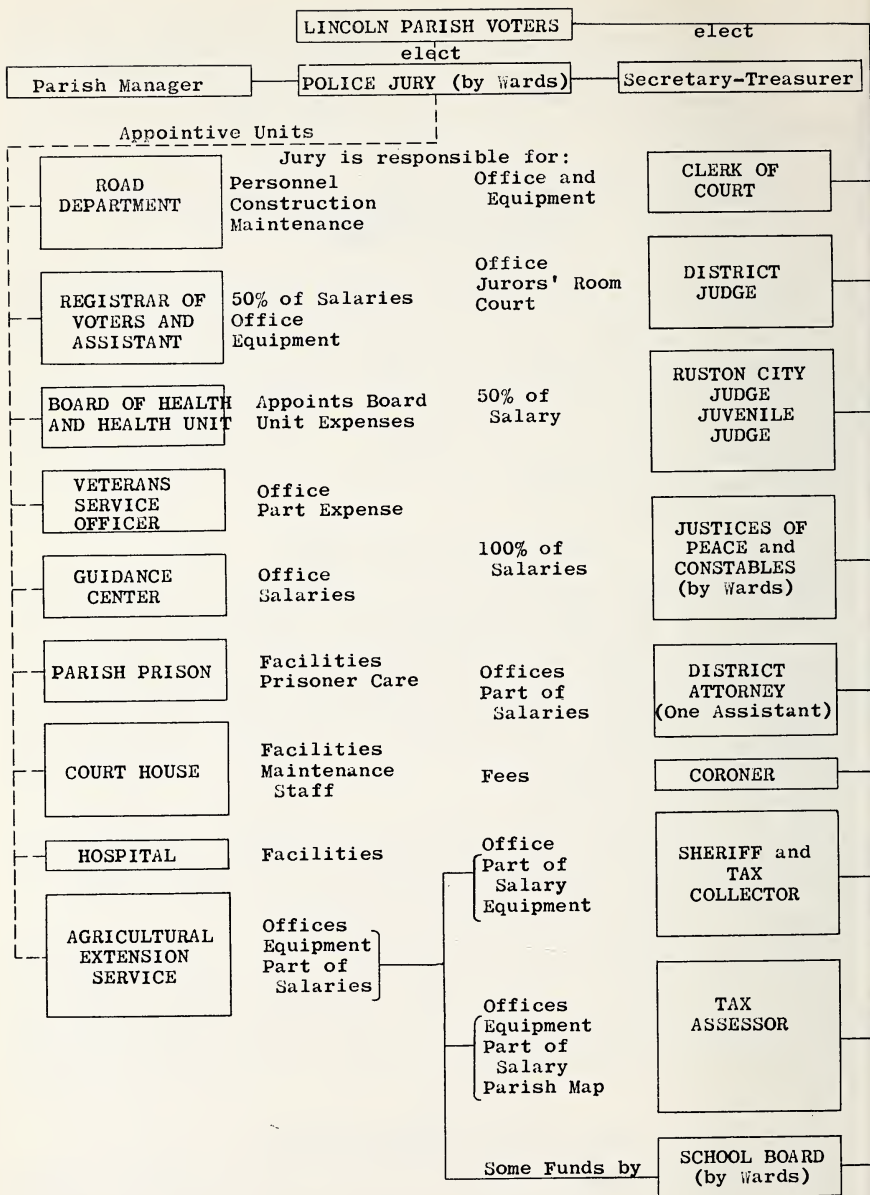 LINCOLN PARISH VOTERS
elect
elect
Parish Manager
POLICE JURY (by Wards)
Secretary-Treasurer
Appointive Units
Jury is responsible for:
ROAD
DEPARTMENT
Personnel
Construction
Maintenance
Office and
Equipment
CLERK OF
COURT
REGISTRAR OF
VOTERS AND
ASSISTANT
50% of Salaries
Office
Equipment
Office
Jurors' Room
Court
DISTRICT
JUDGE
BOARD OF HEALTH
AND HEALTH UNIT
Appoints Board
Unit Expenses
50% of
Salary
RUSTON CITY
JUDGE
JUVENILE
JUDGE
VETERANS
SERVICE
OFFICER
Office
Part Expense
100% of
Salaries
JUSTICES OF
PEACE and
CONSTABLES
(by Wards)
GUIDANCE
CENTER
Office
Salaries
PARISH PRISON
Facilities
Prisoner Care
Offices
Part of
Salaries
DISTRICT
ATTORNEY
(One Assistant)
COURT HOUSE
Facilities
Maintenance
Staff
Fees
CORONER
HOSPITAL
Facilities
Office
Part of
Salary
Equipment
SHERIFF and
TAX
COLLECTOR
AGRICULTURAL
EXTENSION
SERVICE
Offices
Equipment
Part of
Salaries
Offices
Equipment
Part of
Salary
Parish Map
TAX
ASSESSOR
Some Funds by
SCHOOL BOARD
(by Wards)